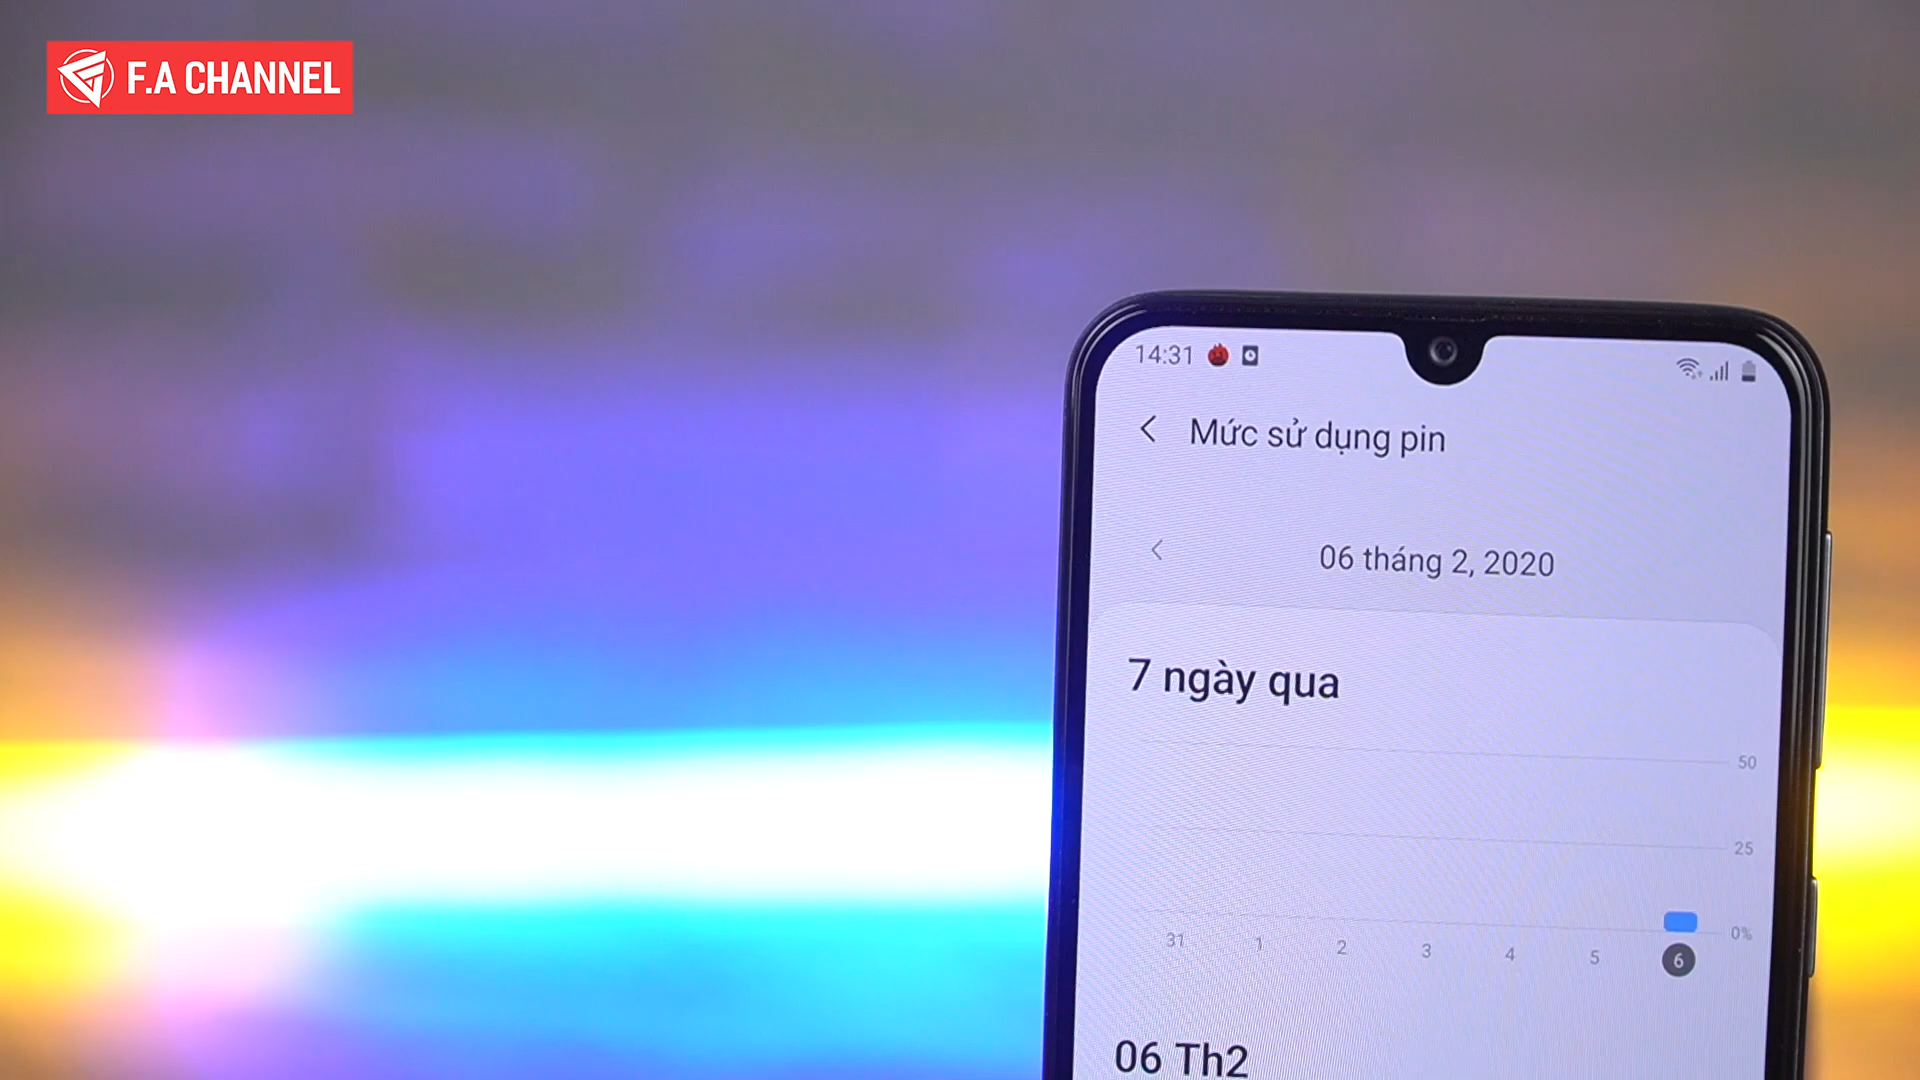 F.A CHANNEL
14:31
Mức sử dụng pin
06 tháng 2, 2020
7 ngày qua
50
25
0%
31 1 2 3 4 5 6
06 Th2